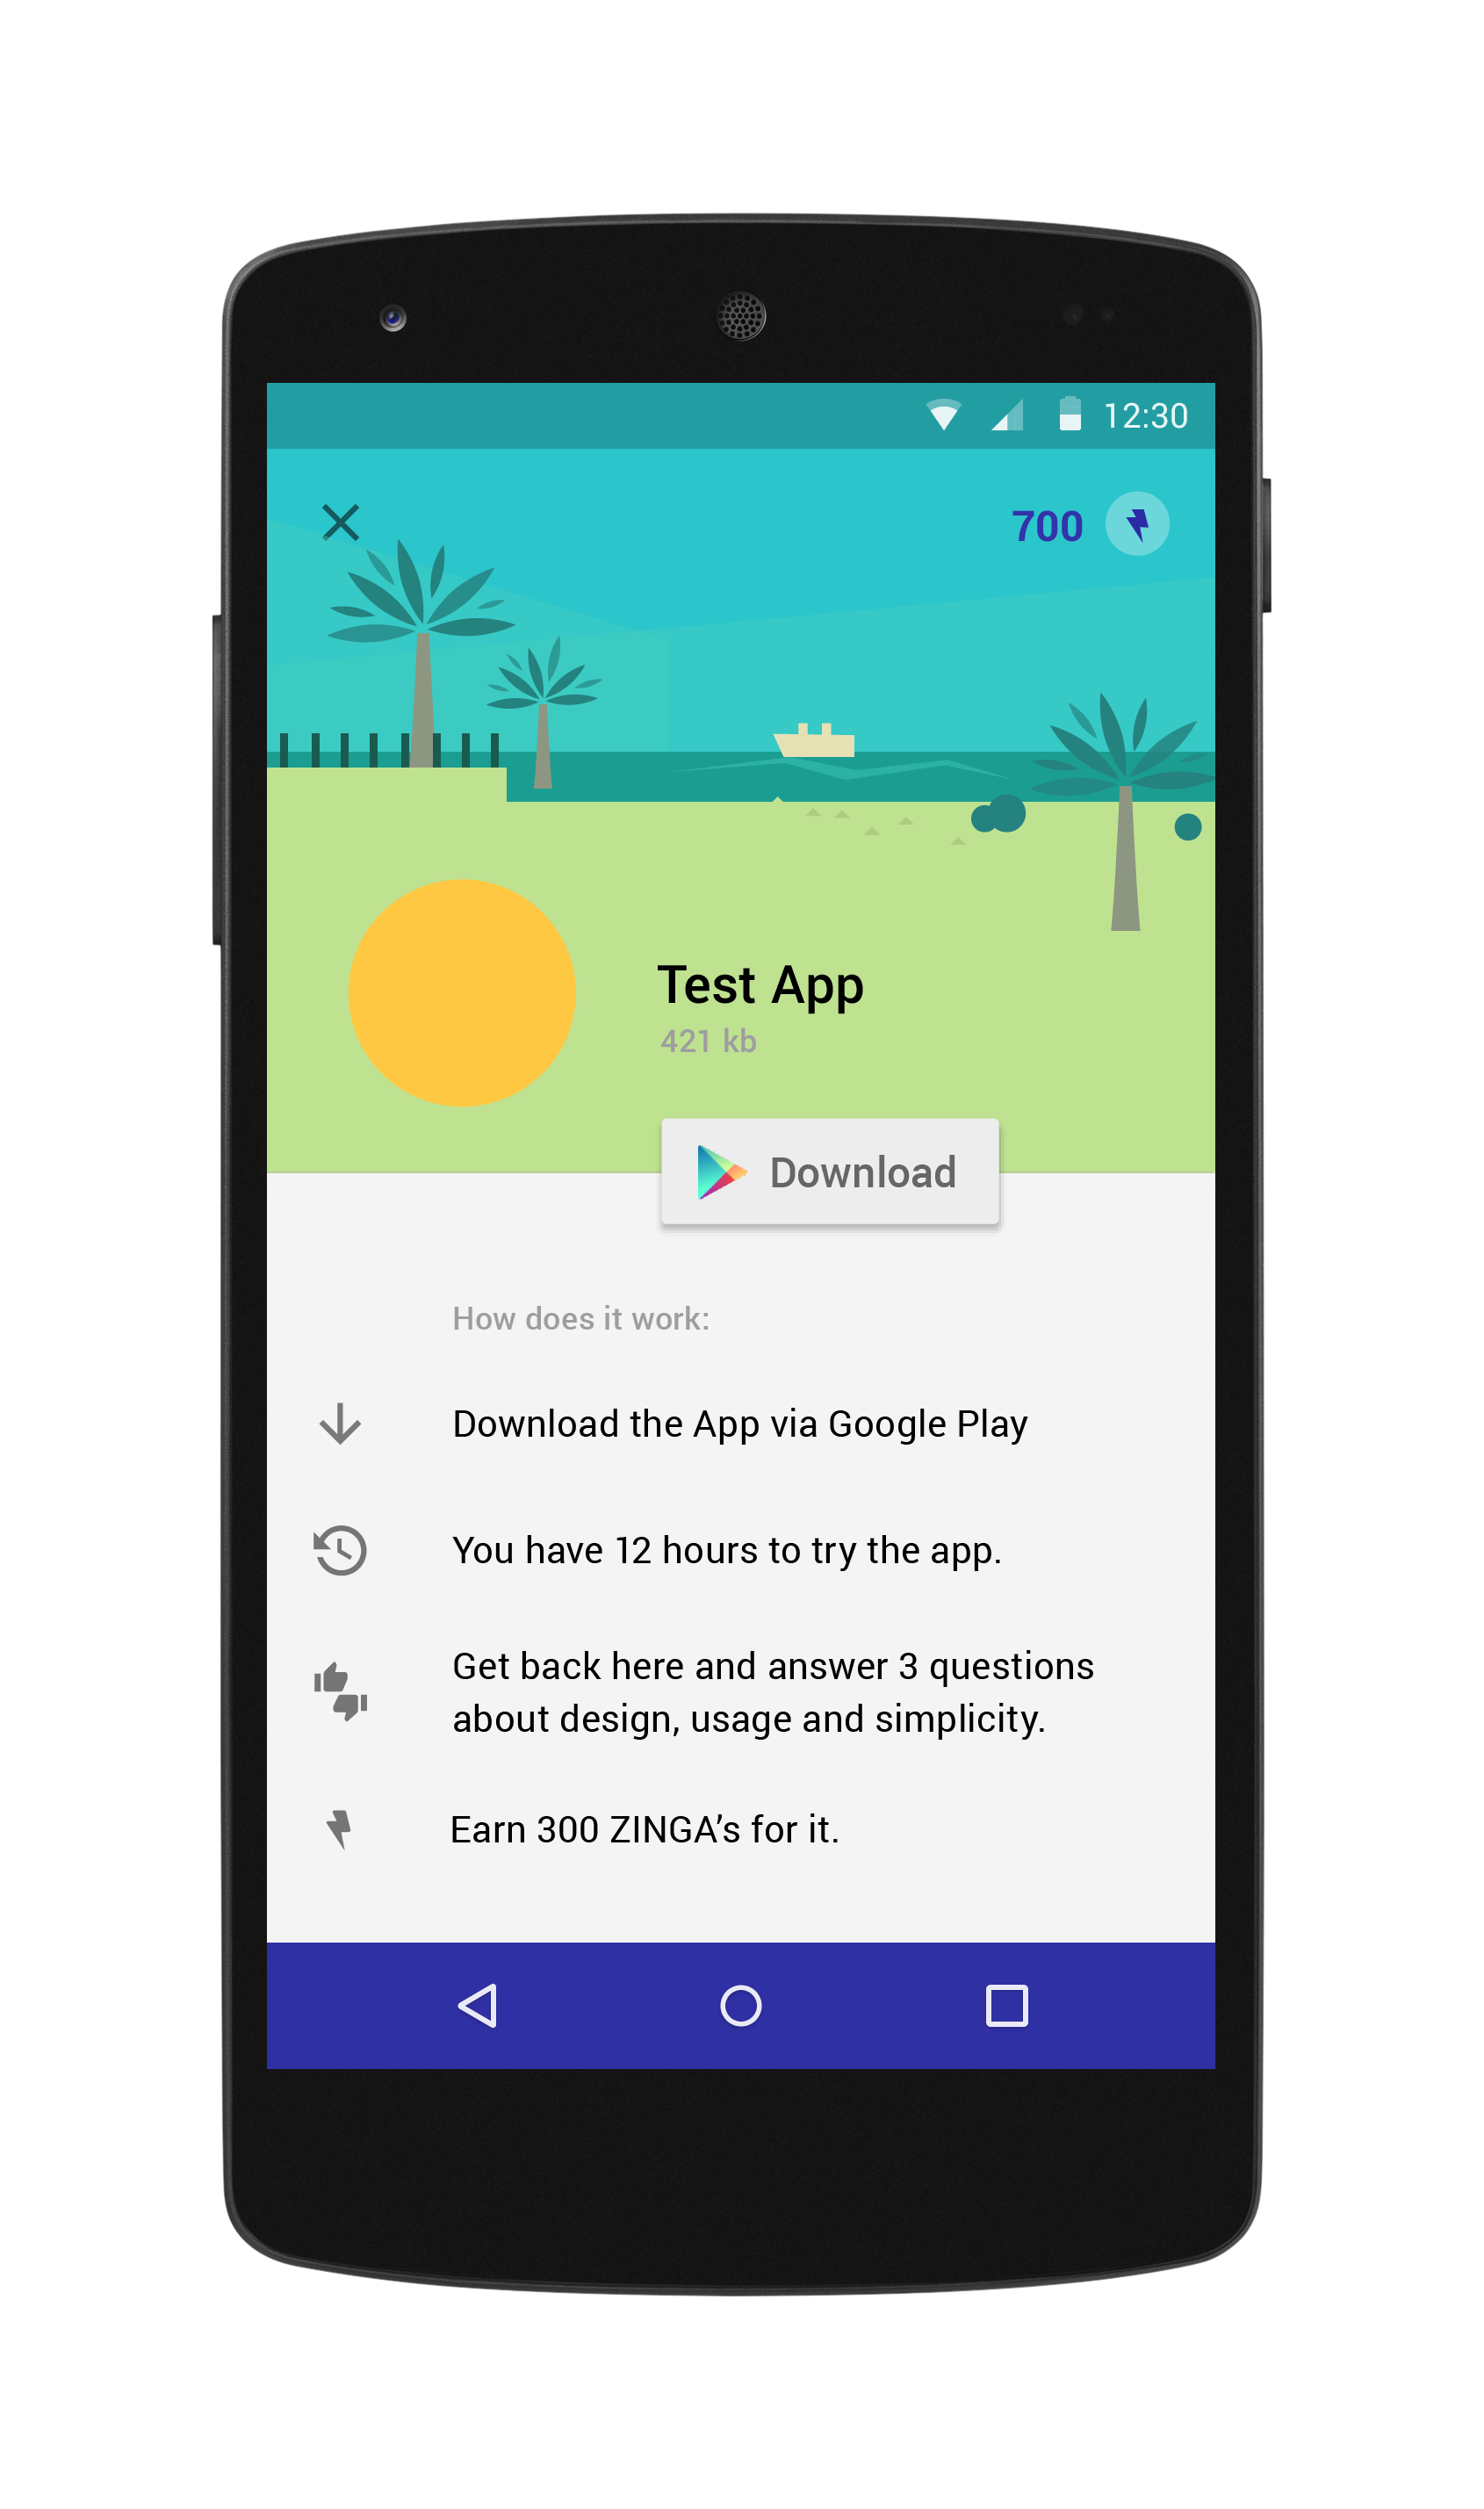 12:30
700
Test App
421 kb
Download
How does it work:
Download the App via Google Play
You have 12 hours to try the app.
Get back here and answer 3 questions
about design, usage and simplicity.
Earn 300 ZINGA’s for it.